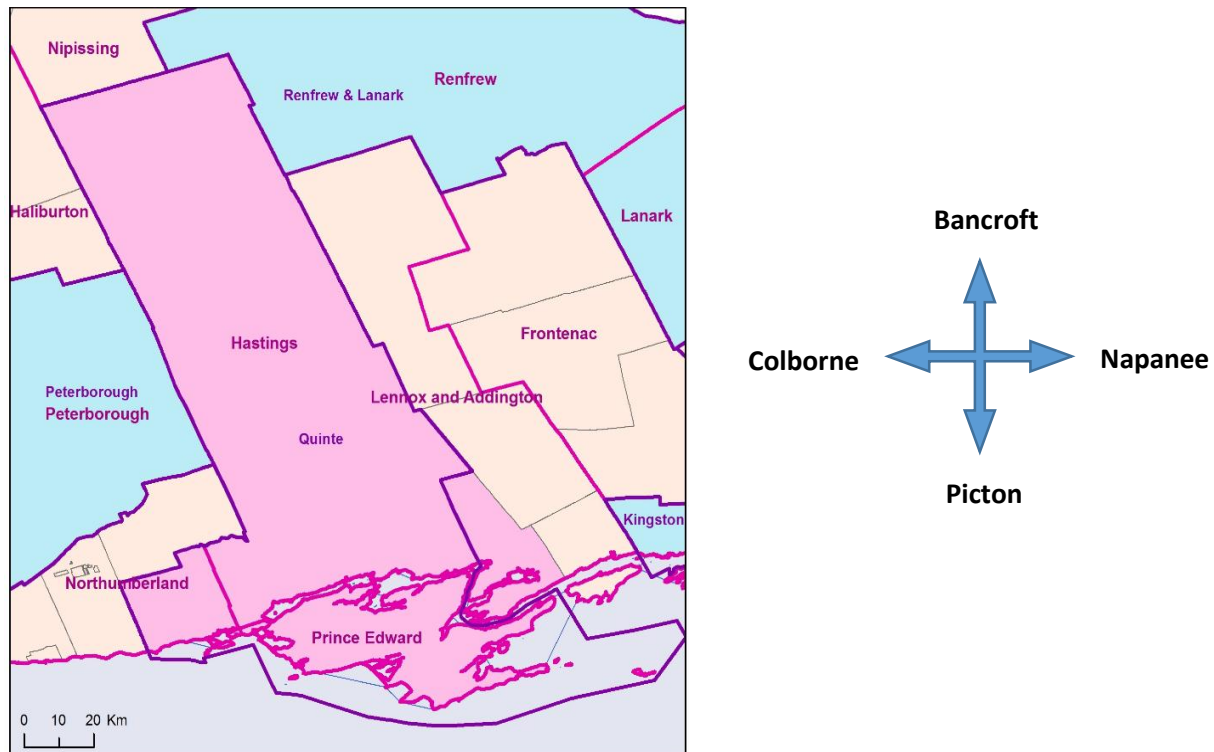 Nipissing
Renfrew
Renfrew & Lanark
Haliburton
Lanark
Hastings
Frontenac
Peterborough
Peterborough
Lennox and Addington
Quinte
Kingston
Northumberland
Prince Edward
0 10 20 Km
Bancroft
Colborne
Napanee
Picton